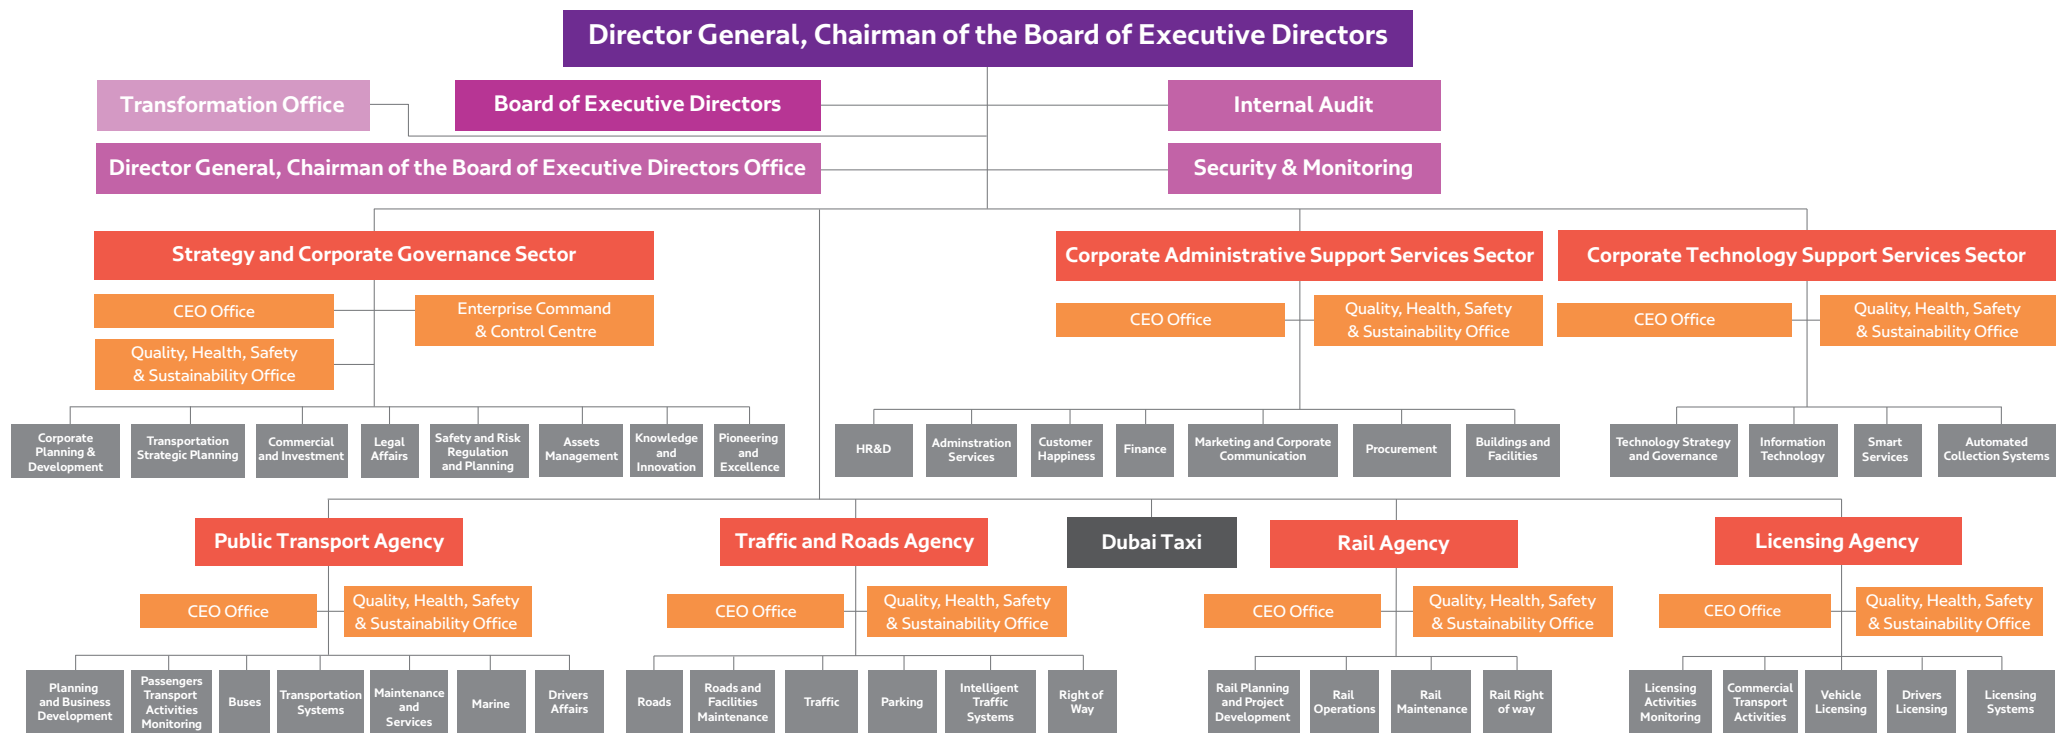 Director General, Chairman of the Board of Executive Directors
Transformation Office
Board of Executive Directors
Internal Audit
Director General, Chairman of the Board of Executive Directors Office
Security & Monitoring
Strategy and Corporate Governance Sector
Corporate Administrative Support Services Sector
Corporate Technology Support Services Sector
CEO Office
Enterprise Command
& Control Centre
Quality, Health, Safety
& Sustainability Office
CEO Office
Quality, Health, Safety
& Sustainability Office
CEO Office
Quality, Health, Safety
& Sustainability Office
Corporate
Planning &
Development
Transportation
Strategic Planning
Commercial
and Investment
Legal
Affairs
Safety and Risk
Regulation
and Planning
Assets
Management
Knowledge
and
Innovation
Pioneering
and
Excellence
HR&D
Adminstration
Services
Customer
Happiness
Finance
Marketing and Corporate
Communication
Procurement
Buildings and
Facilities
Technology Strategy
and Governance
Information
Technology
Smart
Services
Automated
Collection Systems
Public Transport Agency
Traffic and Roads Agency
Dubai Taxi
Rail Agency
Licensing Agency
CEO Office
Quality, Health, Safety
& Sustainability Office
CEO Office
Quality, Health, Safety
& Sustainability Office
CEO Office
Quality, Health, Safety
& Sustainability Office
CEO Office
Quality, Health, Safety
& Sustainability Office
Planning
and Business
Development
Passengers
Transport
Activities
Monitoring
Buses
Transportation
Systems
Maintenance
and
Services
Marine
Drivers
Affairs
Roads
Roads and
Facilities
Maintenance
Traffic
Parking
Intelligent
Traffic
Systems
Right of
Way
Rail Planning
and Project
Development
Rail
Operations
Rail
Maintenance
Rail Right
of way
Licensing
Activities
Monitoring
Commercial
Transport
Activities
Vehicle
Licensing
Drivers
Licensing
Licensing
Systems